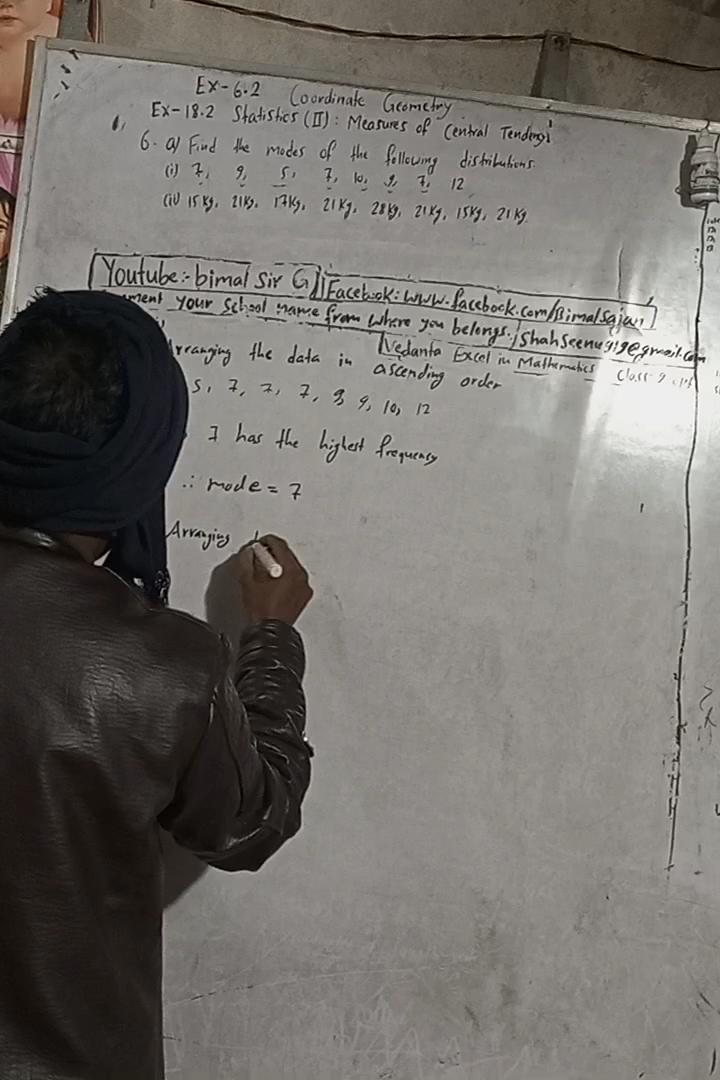 Ex-6.2 Coordinate Geometry
Ex-18.2 Statistics (II): Measures of Central Tendency
6. a) Find the modes of the following distributions.
(i) 7, 9, 5, 7, 10, 9, 7, 12
(ii) 15 kg, 21kg, 17kg, 21kg, 28kg, 21kg, 15kg, 21kg
Youtube:- bimal Sir G Facebook: www.facebook.com/Bimalsajan
ment your School name from where you belongs.
Vedanta Excel in Mathematics Class-9
Arranging the data in ascending order
5, 7, 7, 7, 9, 9, 10, 12
7 has the highest frequency
∴ mode = 7
Arranging